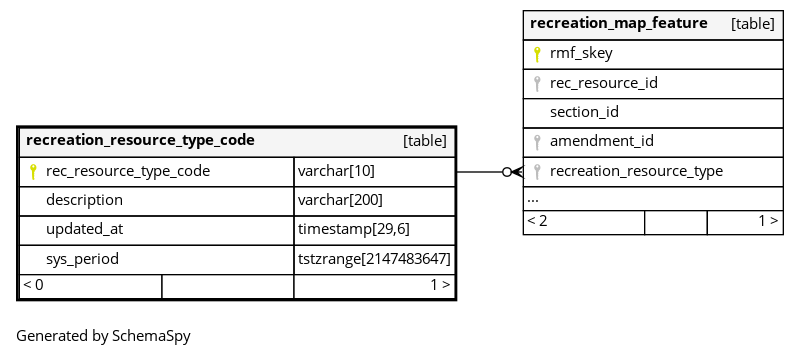 recreation_map_feature [table]
rmf_skey
rec_resource_id
section_id
amendment_id
recreation_resource_type
...
< 2 1 >
recreation_resource_type_code [table]
rec_resource_type_code varchar[10]
description varchar[200]
updated_at timestamp[29,6]
sys_period tstzrange[2147483647]
< 0 1 >
Generated by SchemaSpy